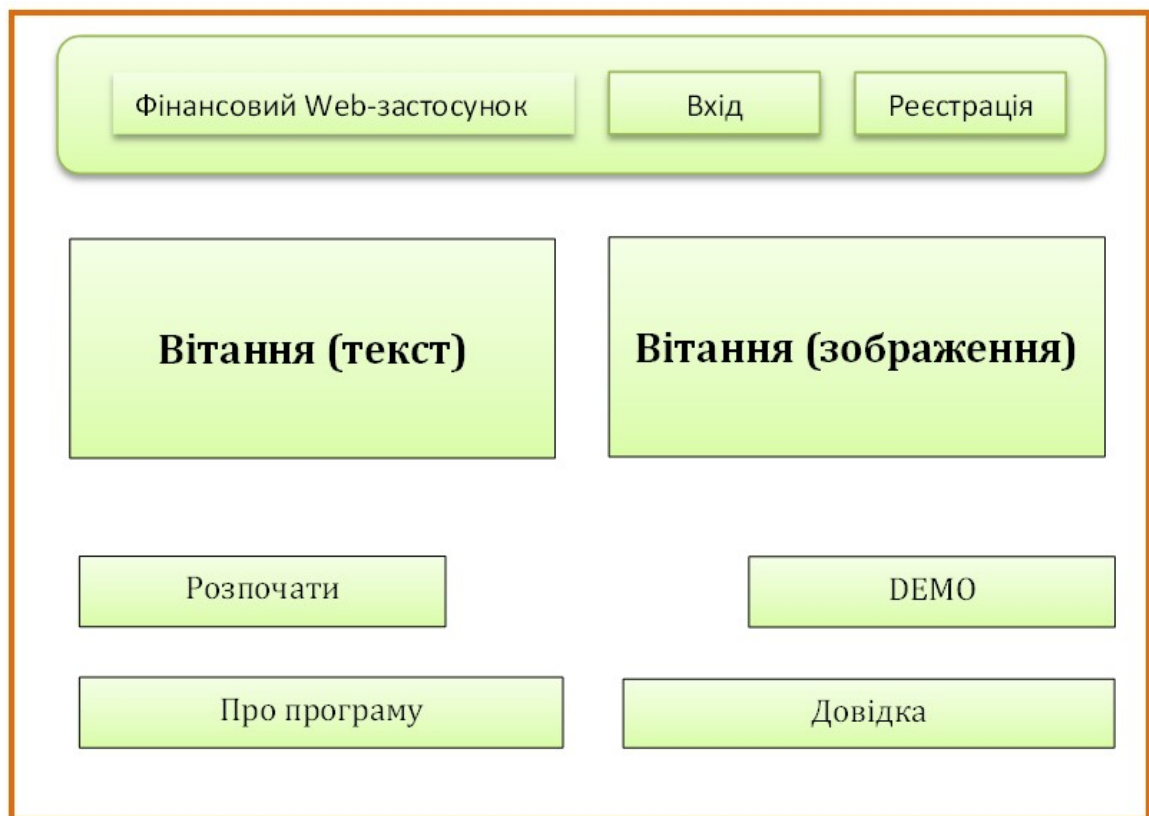 Фінансовий Web-застосунок
Вхід
Реєстрація
Вітання (текст)
Вітання (зображення)
Розпочати
DEMO
Про програму
Довідка